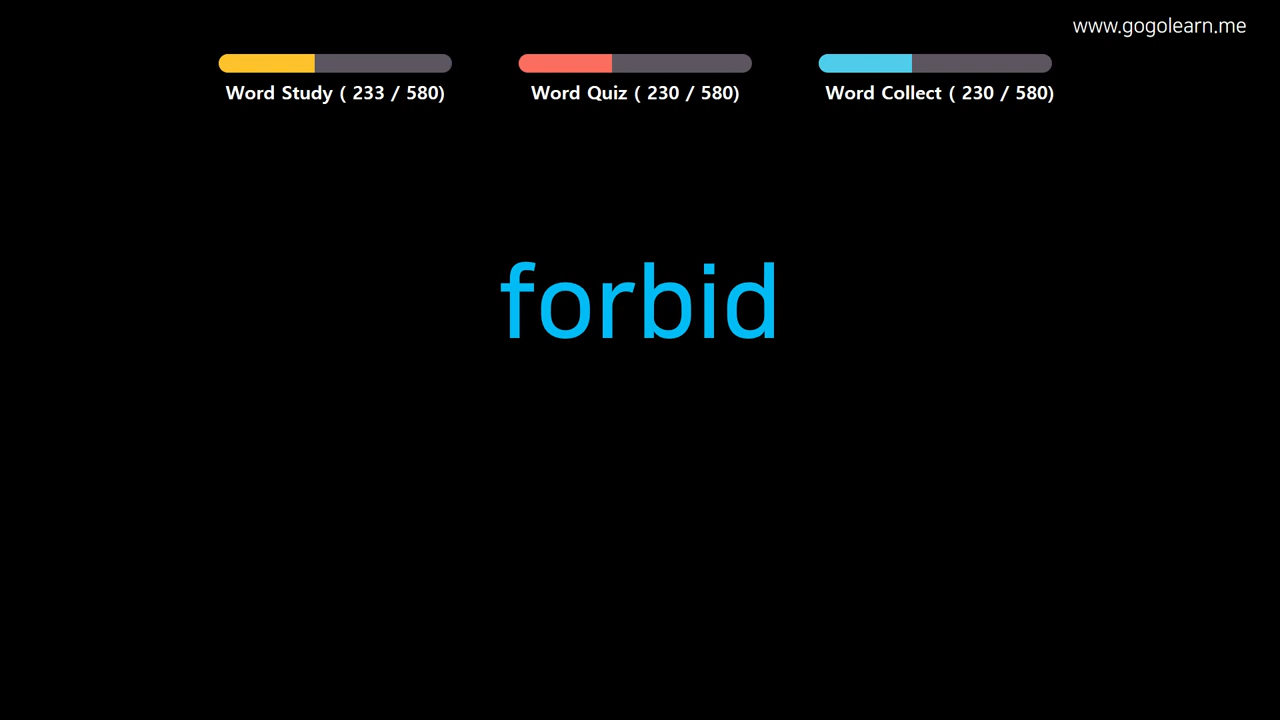 www.gogolearn.me
Word Study ( 233 / 580)
Word Quiz ( 230 / 580)
Word Collect ( 230 / 580)
forbid